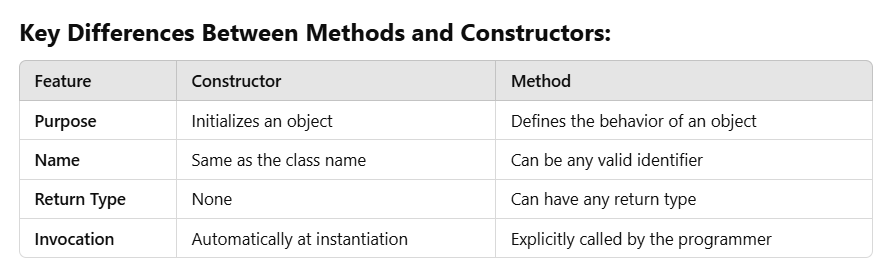 Key Differences Between Methods and Constructors:
Feature Constructor Method
Purpose Initializes an object Defines the behavior of an object
Name Same as the class name Can be any valid identifier
Return Type None Can have any return type
Invocation Automatically at instantiation Explicitly called by the programmer